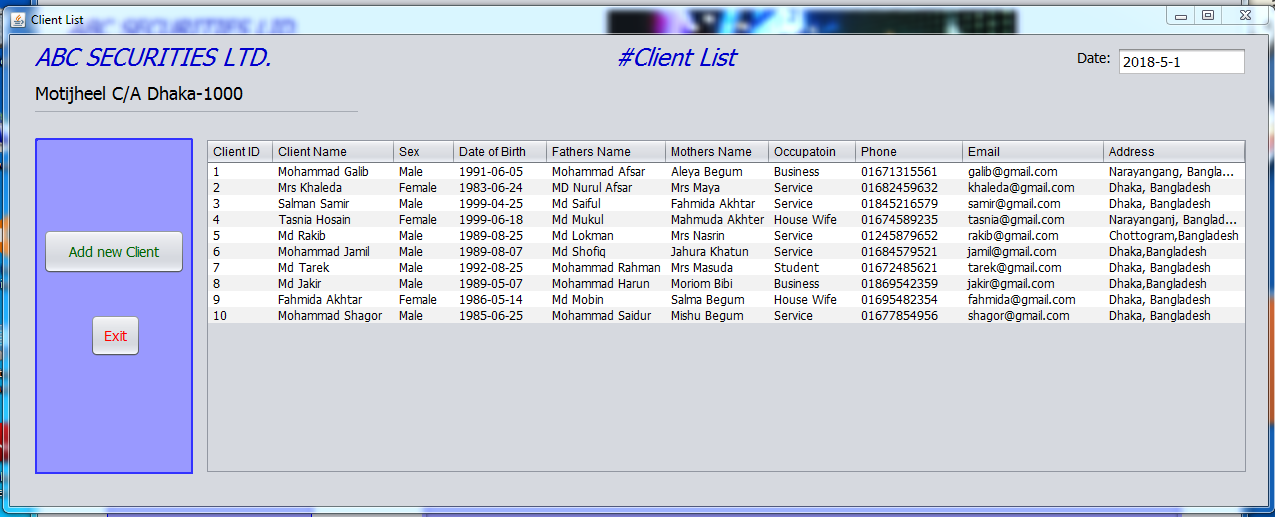 Client List
ABC SECURITIES LTD.
#Client List
Date: 2018-5-1
Motijheel C/A Dhaka-1000
Client ID Client Name Sex Date of Birth Fathers Name Mothers Name Occupatoin Phone Email Address
1 Mohammad Galib Male 1991-06-05 Mohammad Afsar Aleya Begum Business 01671315561 galib@gmail.com Narayangang, Bangla...
2 Mrs Khaleda Female 1983-06-24 MD Nurul Afsar Mrs Maya Service 01682459632 khaleda@gmail.com Dhaka, Bangladesh
3 Salman Samir Male 1999-04-25 Md Saiful Fahmida Akhtar Service 01845216579 samir@gmail.com Dhaka, Bangladesh
4 Tasnia Hosain Female 1999-06-18 Md Mukul Mahmuda Akhter House Wife 01674589235 tasnia@gmail.com Narayanganj, Banglad...
5 Md Rakib Male 1989-08-25 Md Lokman Mrs Nasrin Service 01245879652 rakib@gmail.com Chottogram,Bangladesh
6 Mohammad Jamil Male 1989-08-07 Md Shofiq Jahura Khatun Service 01684579521 jamil@gmail.com Dhaka,Bangladesh
7 Md Tarek Male 1992-08-25 Mohammad Rahman Mrs Masuda Student 01672485621 tarek@gmail.com Dhaka, Bangladesh
8 Md Jakir Male 1989-05-07 Mohammad Harun Moriom Bibi Business 01869542359 jakir@gmail.com Dhaka,Bangladesh
9 Fahmida Akhtar Female 1986-05-14 Md Mobin Salma Begum House Wife 01695482354 fahmida@gmail.com Dhaka, Bangladesh
10 Mohammad Shagor Male 1985-06-25 Mohammad Saidur Mishu Begum Service 01677854956 shagor@gmail.com Dhaka, Bangladesh
Add new Client
Exit